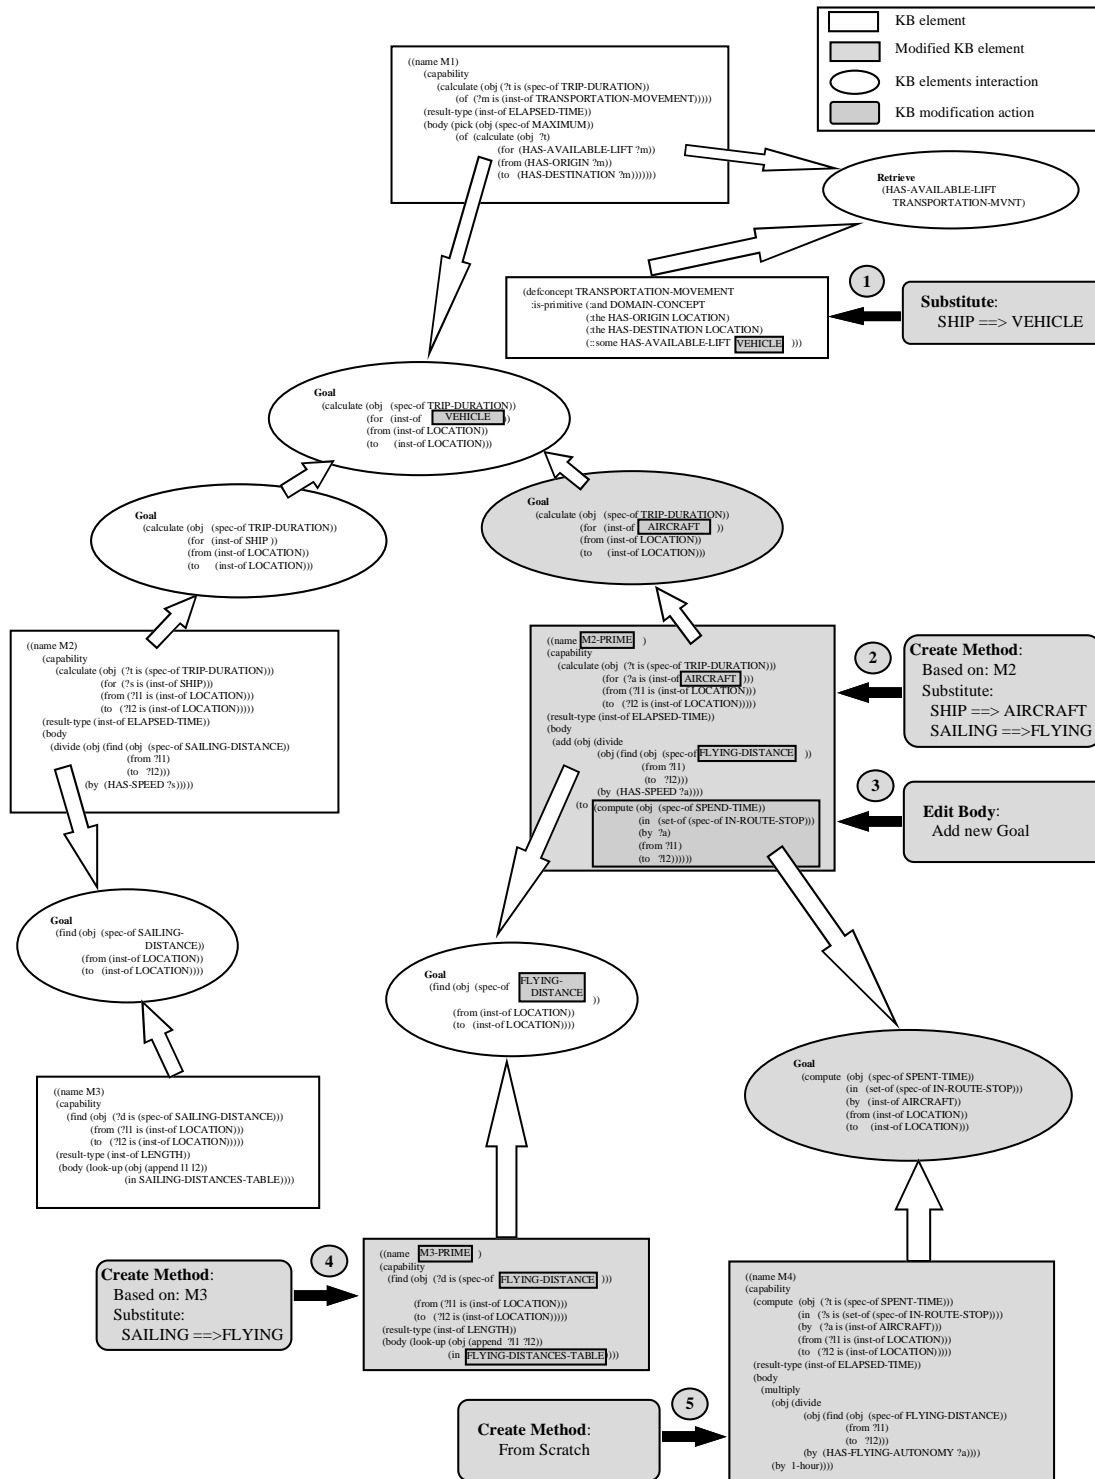 KB element
Modified KB element
KB elements interaction
KB modification action
((name M1)
(capability
(calculate (obj (?t is (spec-of TRIP-DURATION))
(of (?m is (inst-of TRANSPORTATION-MOVEMENT)))))
(result-type (inst-of ELAPSED-TIME))
(body (pick (obj (spec-of MAXIMUM))
(of (calculate (obj ?t)
(for (HAS-AVAILABLE-LIFT ?m))
(from (HAS-ORIGIN ?m))
(to (HAS-DESTINATION ?m)))))))
Retrieve
(HAS-AVAILABLE-LIFT
TRANSPORTATION-MVNT)
(defconcept TRANSPORTATION-MOVEMENT
:is-primitive (:and DOMAIN-CONCEPT
(:the HAS-ORIGIN LOCATION)
(:the HAS-DESTINATION LOCATION)
(::some HAS-AVAILABLE-LIFT VEHICLE )))
1
Substitute:
SHIP ==> VEHICLE
Goal
(calculate (obj (spec-of TRIP-DURATION))
(for (inst-of VEHICLE ))
(from (inst-of LOCATION))
(to (inst-of LOCATION)))
Goal
(calculate (obj (spec-of TRIP-DURATION))
(for (inst-of SHIP ))
(from (inst-of LOCATION))
(to (inst-of LOCATION)))
Goal
(calculate (obj (spec-of TRIP-DURATION))
(for (inst-of AIRCRAFT ))
(from (inst-of LOCATION))
(to (inst-of LOCATION)))
((name M2)
(capability
(calculate (obj (?t is (spec-of TRIP-DURATION)))
(for (?s is (inst-of SHIP)))
(from (?l1 is (inst-of LOCATION)))
(to (?l2 is (inst-of LOCATION)))))
(result-type (inst-of ELAPSED-TIME))
(body
(divide (obj (find (obj (spec-of SAILING-DISTANCE))
(from ?l1)
(to ?l2)))
(by (HAS-SPEED ?s)))))
((name M2-PRIME )
(capability
(calculate (obj (?t is (spec-of TRIP-DURATION)))
(for (?a is (inst-of AIRCRAFT )))
(from (?l1 is (inst-of LOCATION)))
(to (?l2 is (inst-of LOCATION)))))
(result-type (inst-of ELAPSED-TIME))
(body
(add (obj (divide
(obj (find (obj (spec-of FLYING-DISTANCE ))
(from ?l1)
(to ?l2)))
(by (HAS-SPEED ?a))))
(to (compute (obj (spec-of SPEND-TIME))
(in (set-of (spec-of IN-ROUTE-STOP)))
(by ?a)
(from ?l1)
(to ?l2))))))
2
Create Method:
Based on: M2
Substitute:
SHIP ==> AIRCRAFT
SAILING ==>FLYING
3
Edit Body:
Add new Goal
Goal
(find (obj (spec-of SAILING-
DISTANCE))
(from (inst-of LOCATION))
(to (inst-of LOCATION))))
Goal
(find (obj (spec-of FLYING-
DISTANCE ))
(from (inst-of LOCATION))
(to (inst-of LOCATION))))
Goal
(compute (obj (spec-of SPENT-TIME))
(in (set-of (spec-of IN-ROUTE-STOP)))
(by (inst-of AIRCRAFT))
(from (inst-of LOCATION))
(to (inst-of LOCATION)))
((name M3)
(capability
(find (obj (?d is (spec-of SAILING-DISTANCE)))
(from (?l1 is (inst-of LOCATION)))
(to (?l2 is (inst-of LOCATION)))))
(result-type (inst-of LENGTH))
(body (look-up (obj (append l1 l2))
(in SAILING-DISTANCES-TABLE))))
4
Create Method:
Based on: M3
Substitute:
SAILING ==>FLYING
((name M3-PRIME )
(capability
(find (obj (?d is (spec-of FLYING-DISTANCE )))
(from (?l1 is (inst-of LOCATION)))
(to (?l2 is (inst-of LOCATION)))))
(result-type (inst-of LENGTH))
(body (look-up (obj (append ?l1 ?l2))
(in FLYING-DISTANCES-TABLE))))
5
Create Method:
From Scratch
((name M4)
(capability
(compute (obj (?t is (spec-of SPENT-TIME)))
(in (?s is (set-of (spec-of IN-ROUTE-STOP))))
(by (?a is (inst-of AIRCRAFT)))
(from (?l1 is (inst-of LOCATION)))
(to (?l2 is (inst-of LOCATION)))))
(result-type (inst-of ELAPSED-TIME))
(body
(multiply
(obj (divide
(obj (find (obj (spec-of FLYING-DISTANCE))
(from ?l1)
(to ?l2)))
(by (HAS-FLYING-AUTONOMY ?a))))
(by 1-hour))))